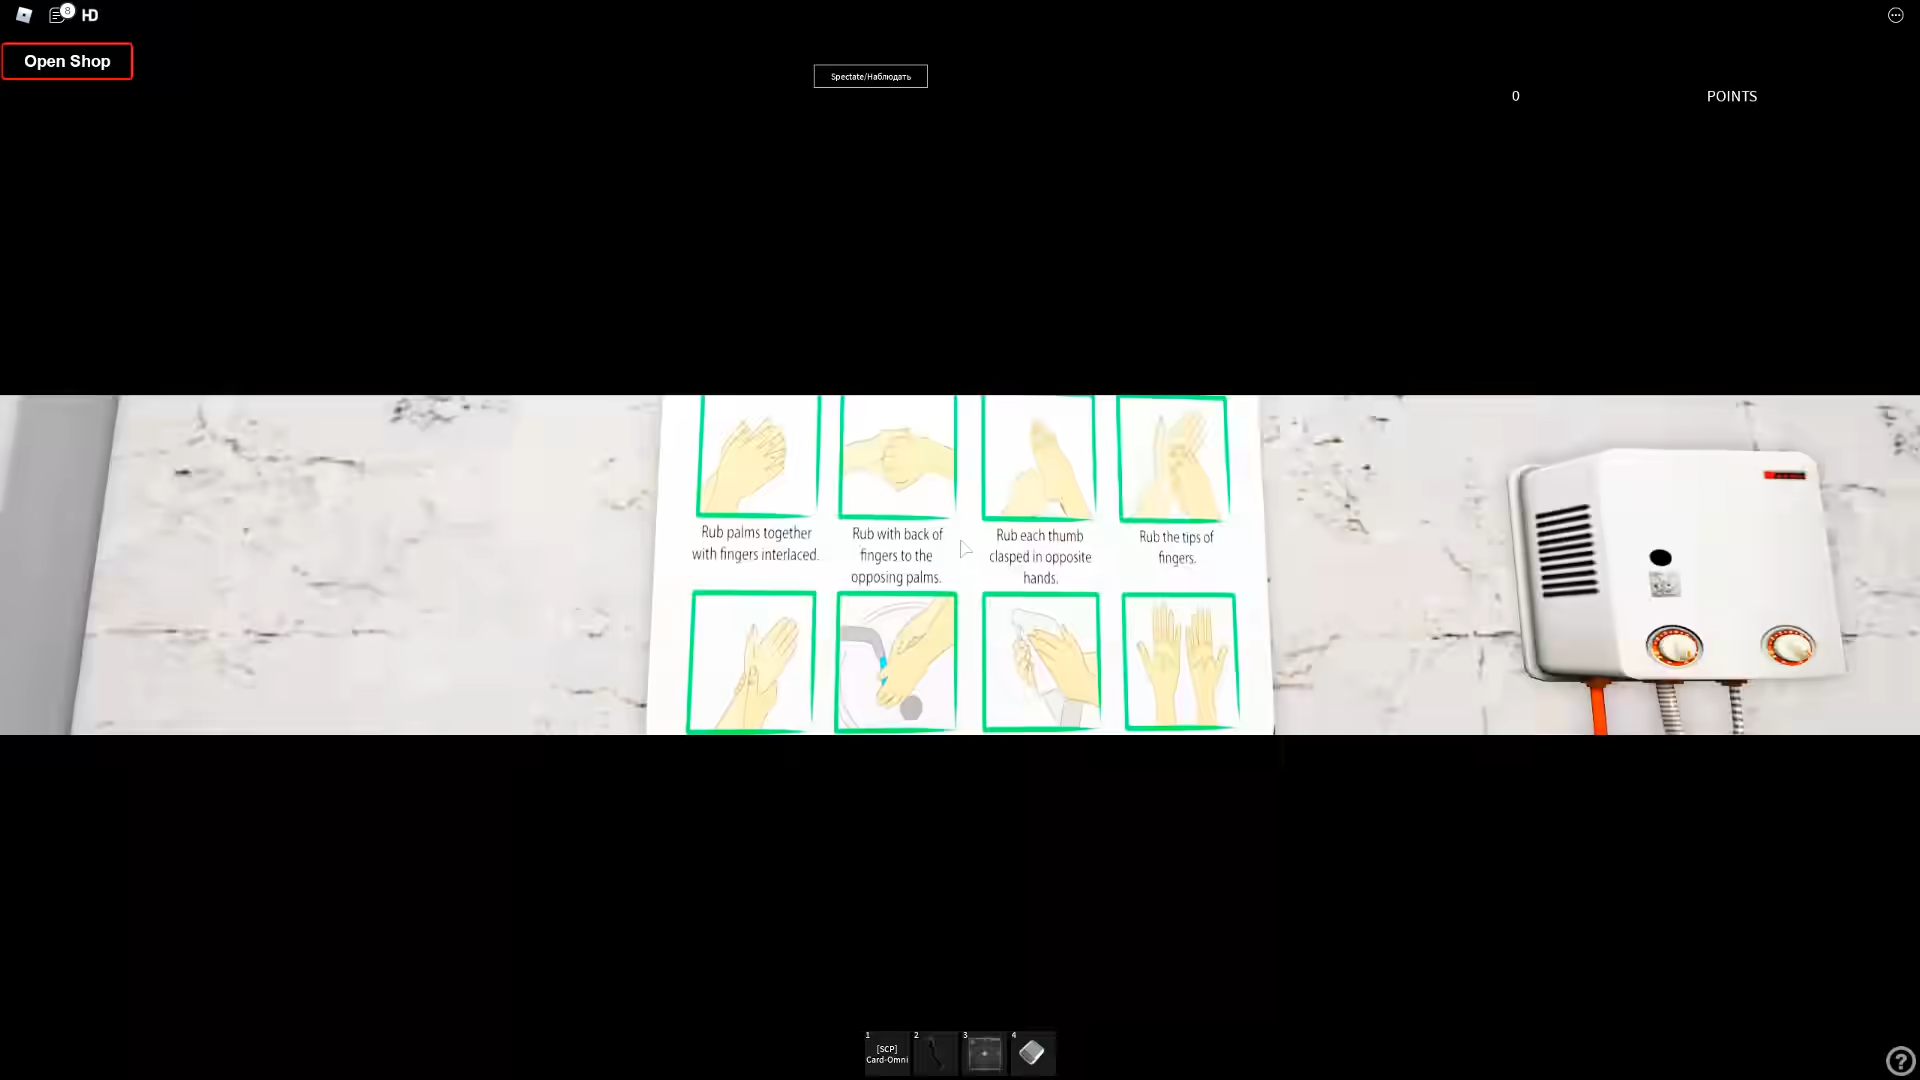 8
HD
Open Shop
Spectate/Наблюдать
0
POINTS
Rub palms together
with fingers interlaced.
Rub with back of
fingers to the
opposing palms.
Rub each thumb
clasped in opposite
hands.
Rub the tips of
fingers.
1
[SCP]
Card-Omni
2
3
4
?